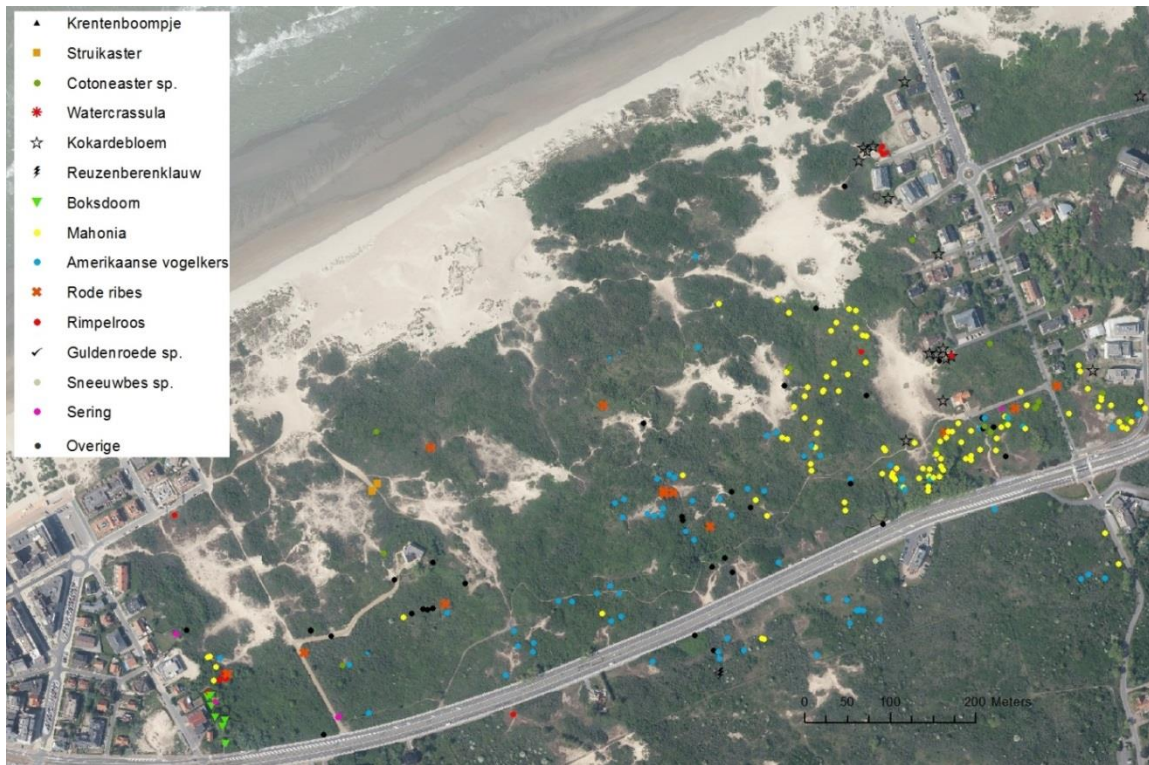 Krentenboompje
Struikaster
Cotoneaster sp.
Watercrassula
Kokardebloem
Reuzenberenklauw
Boksdoorn
Mahonia
Amerikaanse vogelkers
Rode ribes
Rimpelroos
Guldenroede sp.
Sneeuwbes sp.
Sering
Overige
0 50 100 200 Meters